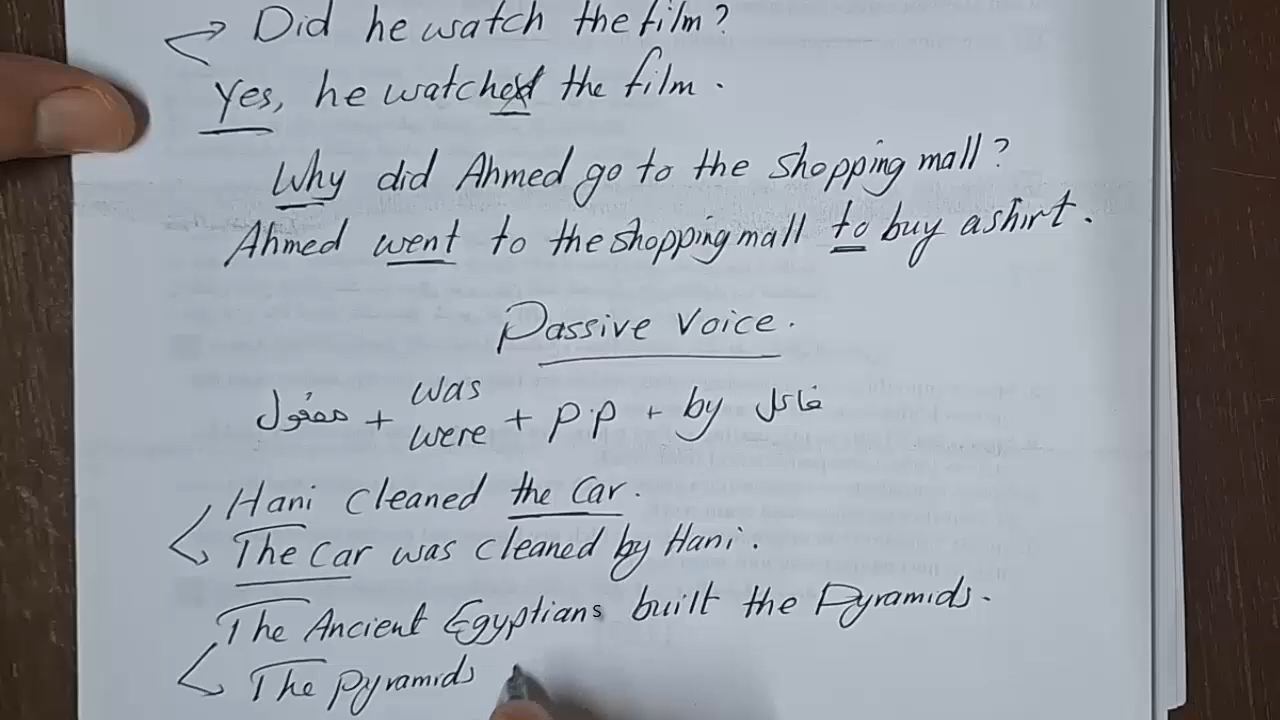 Did he watch the film?
Yes, he watched the film.
Why did Ahmed go to the shopping mall?
Ahmed went to the shopping mall to buy a shirt.
Passive Voice.
مفعول + was were + P.P + by فاعل
Hani cleaned the Car.
The Car was cleaned by Hani.
The Ancient Egyptians built the Pyramids.
The pyramids